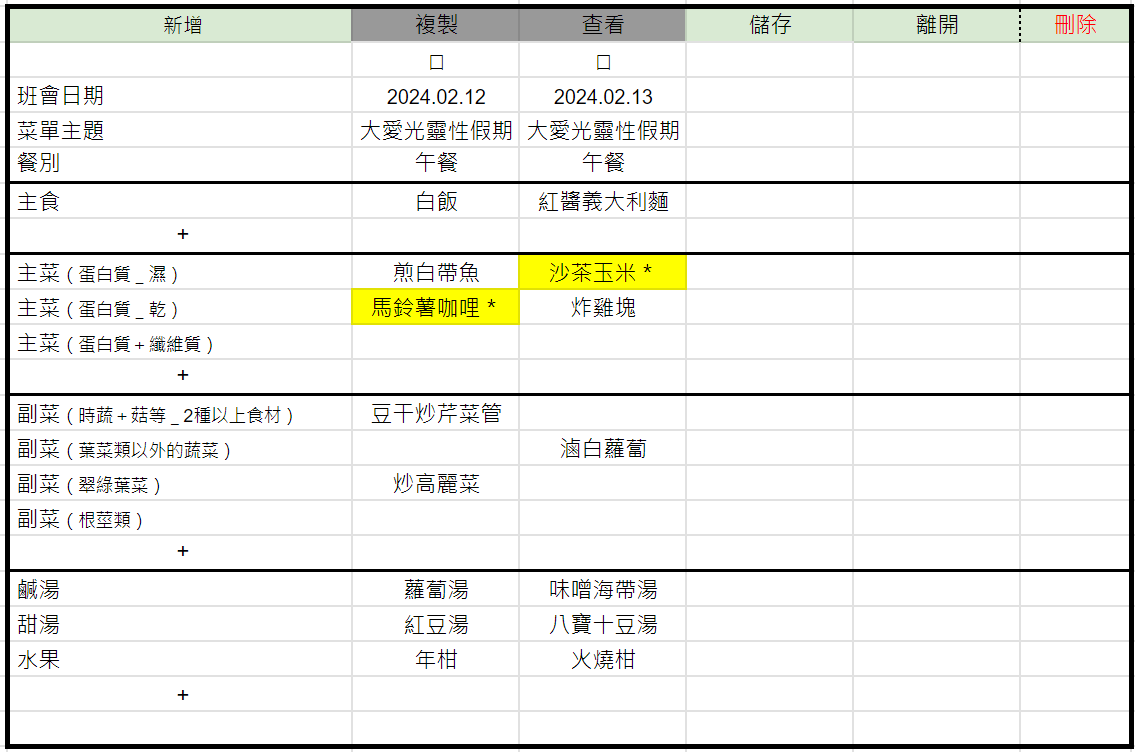 新增 複製 查看 儲存 離開 刪除
□ □
班會日期 2024.02.12 2024.02.13
菜單主題 大愛光靈性假期 大愛光靈性假期
餐別 午餐 午餐
主食 白飯 紅醬義大利麵
+
主菜 ( 蛋白質 _ 濕 ) 煎白帶魚 沙茶玉米 *
主菜 ( 蛋白質 _ 乾 ) 馬鈴薯咖哩 * 炸雞塊
主菜 ( 蛋白質 + 纖維質 )
+
副菜 ( 時蔬 + 菇等 _ 2種以上食材 ) 豆干炒芹菜管
副菜 ( 葉菜類以外的蔬菜 ) 滷白蘿蔔
副菜 ( 翠綠葉菜 ) 炒高麗菜
副菜 ( 根莖類 )
+
鹹湯 蘿蔔湯 味噌海帶湯
甜湯 紅豆湯 八寶十豆湯
水果 年柑 火燒柑
+